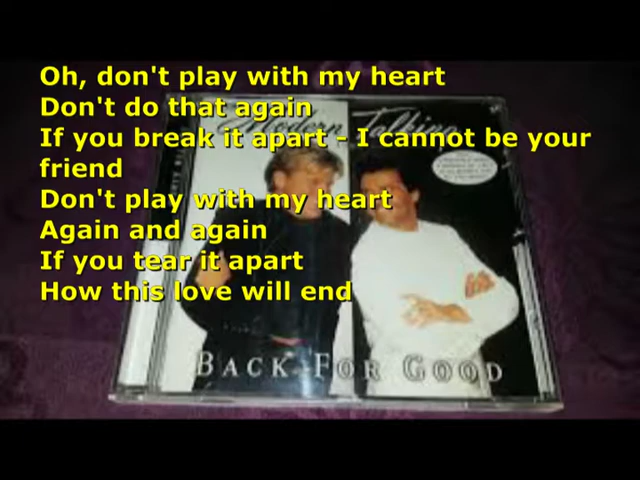 Oh, don't play with my heart
Don't do that again
If you break it apart - I cannot be your
friend
Don't play with my heart
Again and again
If you tear it apart
How this love will end
Modern Talking
BACK FOR GOOD